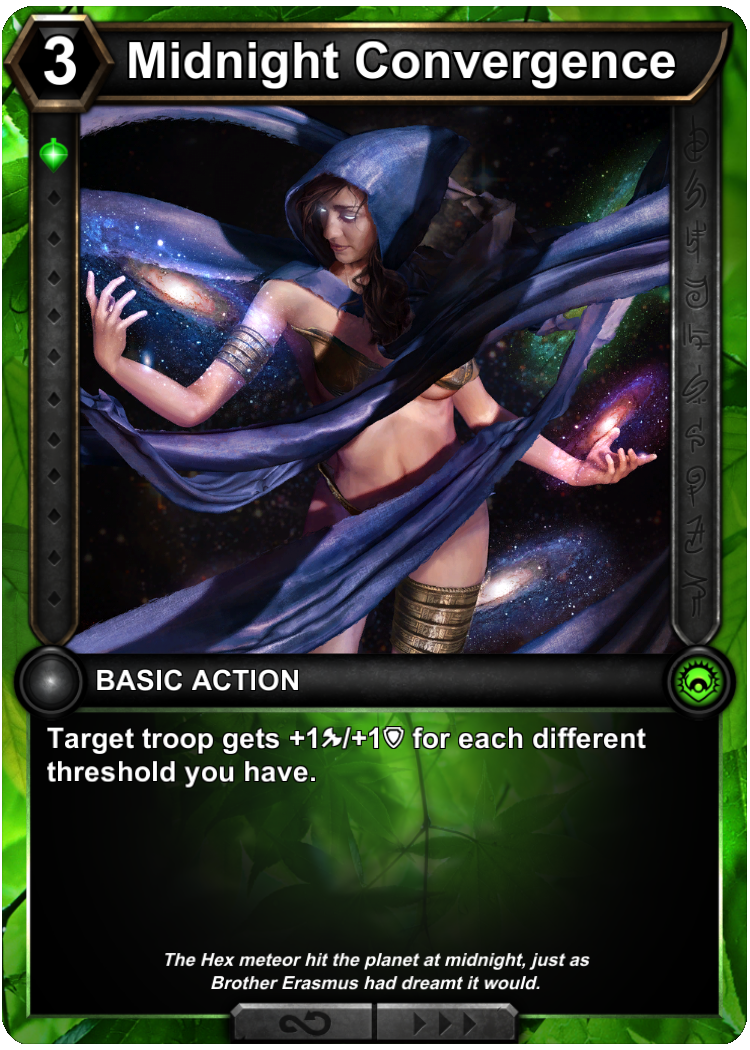 3 Midnight Convergence
BASIC ACTION
Target troop gets +1/+1 for each different
threshold you have.
The Hex meteor hit the planet at midnight, just as
Brother Erasmus had dreamt it would.